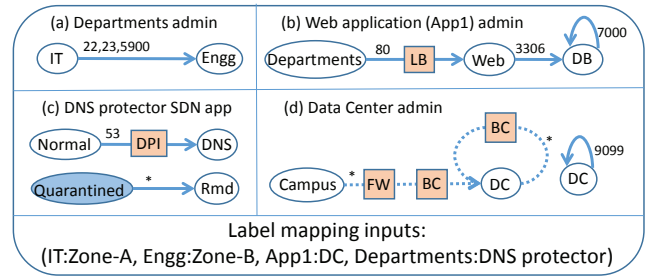 (a) Departments admin
IT
22,23,5900
Engg
(b) Web application (App1) admin
Departments
80
LB
Web
3306
DB
7000
(c) DNS protector SDN app
Normal
53
DPI
DNS
Quarantined
*
Rmd
(d) Data Center admin
Campus
*
FW
BC
DC
BC
*
DC
9099
Label mapping inputs:
(IT:Zone-A, Engg:Zone-B, App1:DC, Departments:DNS protector)